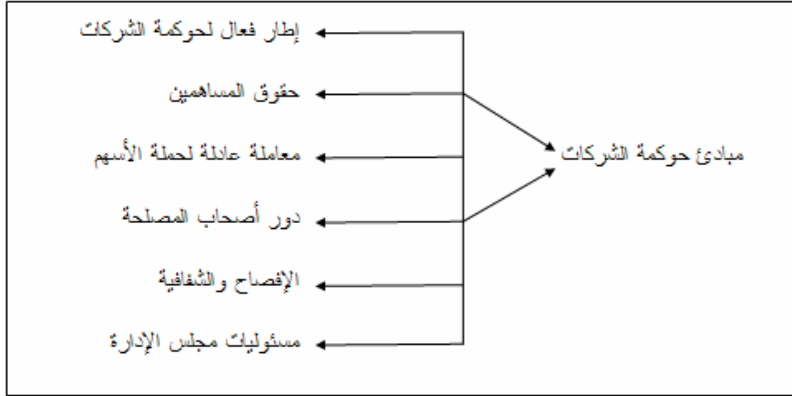 مبادئ حوكمة الشركات
إطار فعال لحوكمة الشركات
حقوق المساهمين
معاملة عادلة لحملة الأسهم
دور أصحاب المصلحة
الإفصاح والشفافية
مسئوليات مجلس الإدارة